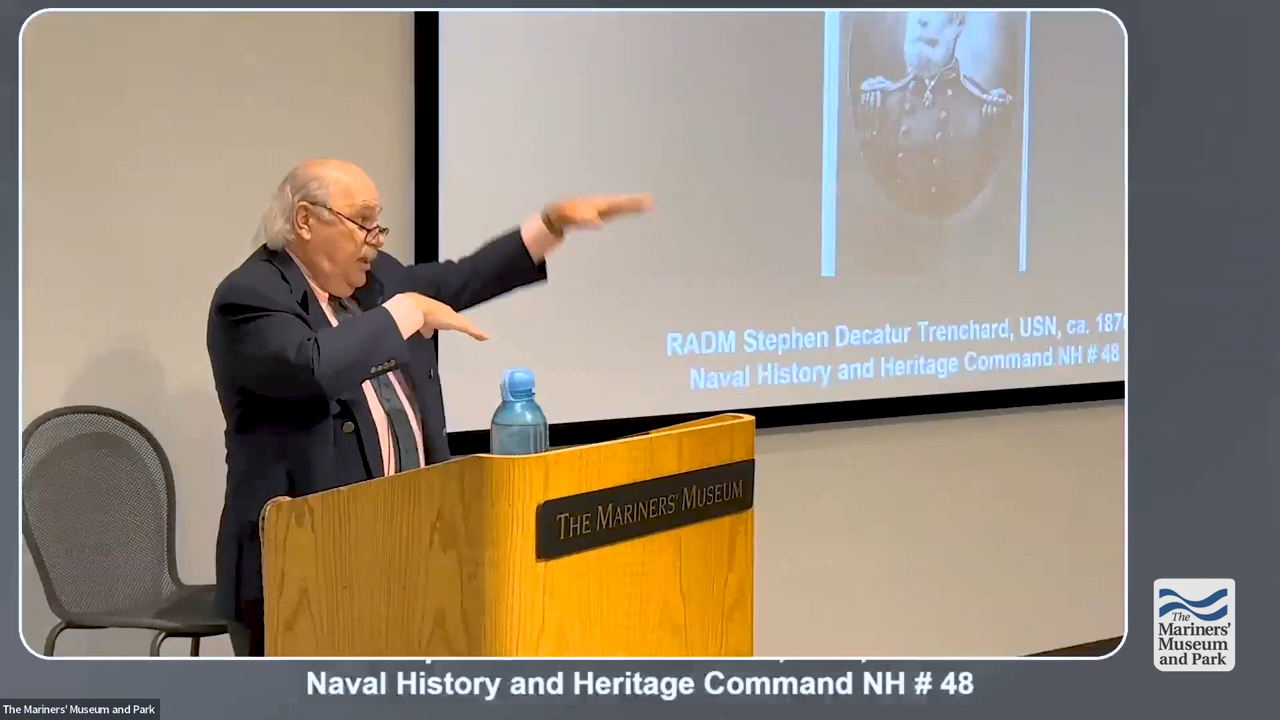 RADM Stephen Decatur Trenchard, USN, ca.
Naval History and Heritage Command NH # 48
THE MARINERS' MUSEUM
The
Mariners'
Museum
and Park
Naval History and Heritage Command NH # 48
The Mariners' Museum and Park